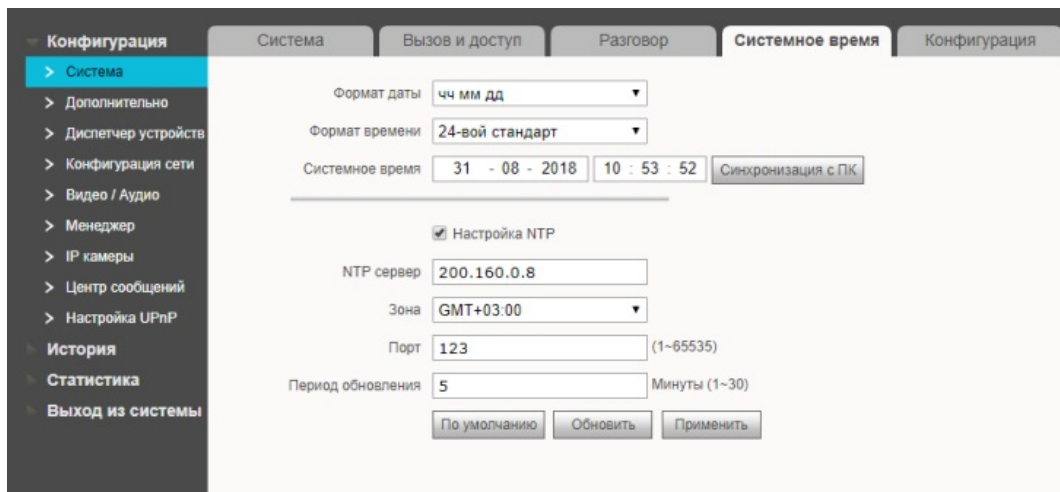 Конфигурация
Система
Дополнительно
Диспетчер устройств
Конфигурация сети
Видео / Аудио
Менеджер
IP камеры
Центр сообщений
Настройка UPnP
История
Статистика
Выход из системы
Система Вызов и доступ Разговор Системное время Конфигурация
Формат даты чч мм дд
Формат времени 24-вой стандарт
Системное время 31 - 08 - 2018 10 : 53 : 52 Синхронизация с ПК
Настройка NTP
NTP сервер 200.160.0.8
Зона GMT+03:00
Порт 123 (1~65535)
Период обновления 5 Минуты (1~30)
По умолчанию Обновить Применить